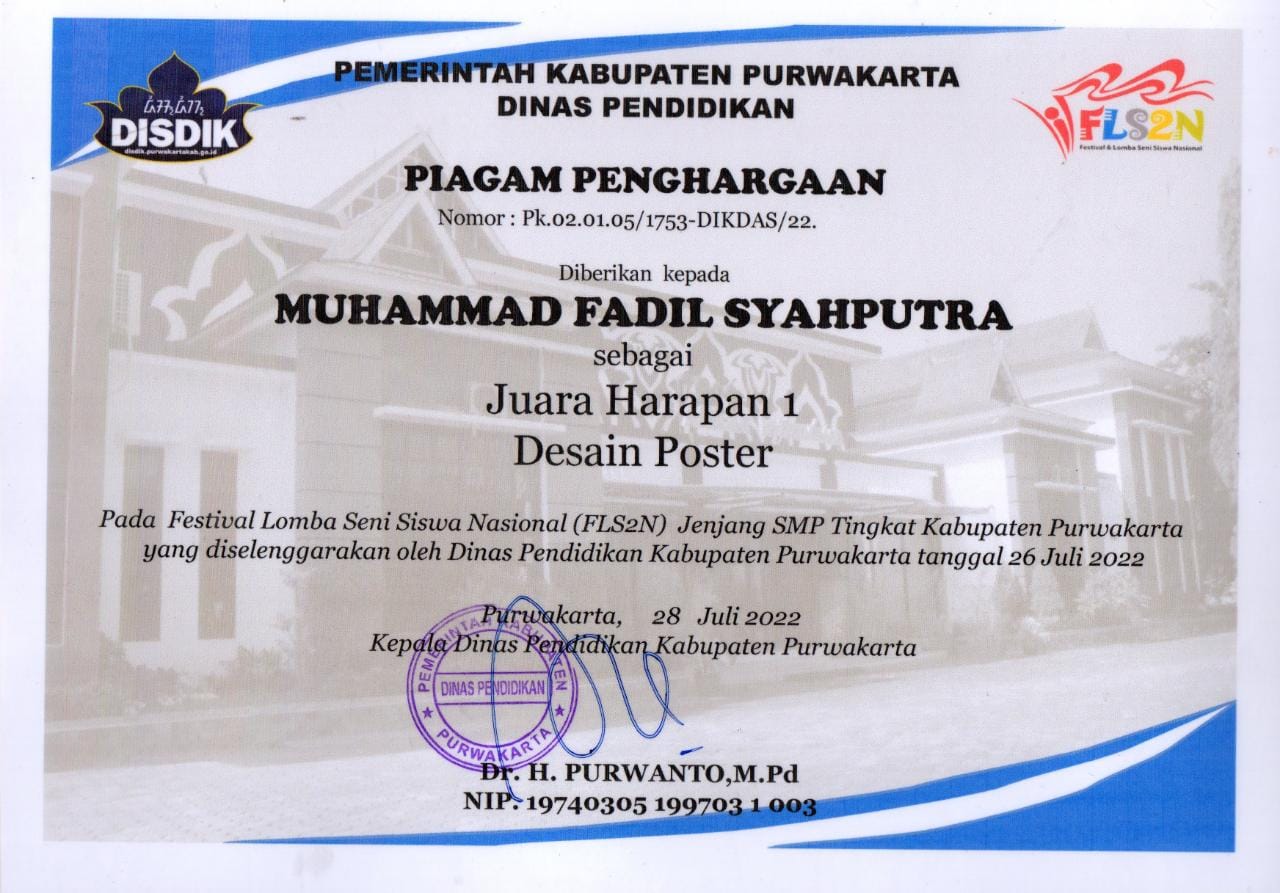 PEMERINTAH KABUPATEN PURWAKARTA
DINAS PENDIDIKAN
DISDIK
disdik.purwakartakab.go.id
FLS2N
Festival & Lomba Seni Siswa Nasional
PIAGAM PENGHARGAAN
Nomor : Pk.02.01.05/1753-DIKDAS/22.
Diberikan kepada
MUHAMMAD FADIL SYAHPUTRA
sebagai
Juara Harapan 1
Desain Poster
Pada Festival Lomba Seni Siswa Nasional (FLS2N) Jenjang SMP Tingkat Kabupaten Purwakarta
yang diselenggarakan oleh Dinas Pendidikan Kabupaten Purwakarta tanggal 26 Juli 2022
Purwakarta, 28 Juli 2022
Kepala Dinas Pendidikan Kabupaten Purwakarta
PEMERINTAH KABUPATEN
DINAS PENDIDIKAN
PURWAKARTA
Dr. H. PURWANTO,M.Pd
NIP. 19740305 199703 1 003